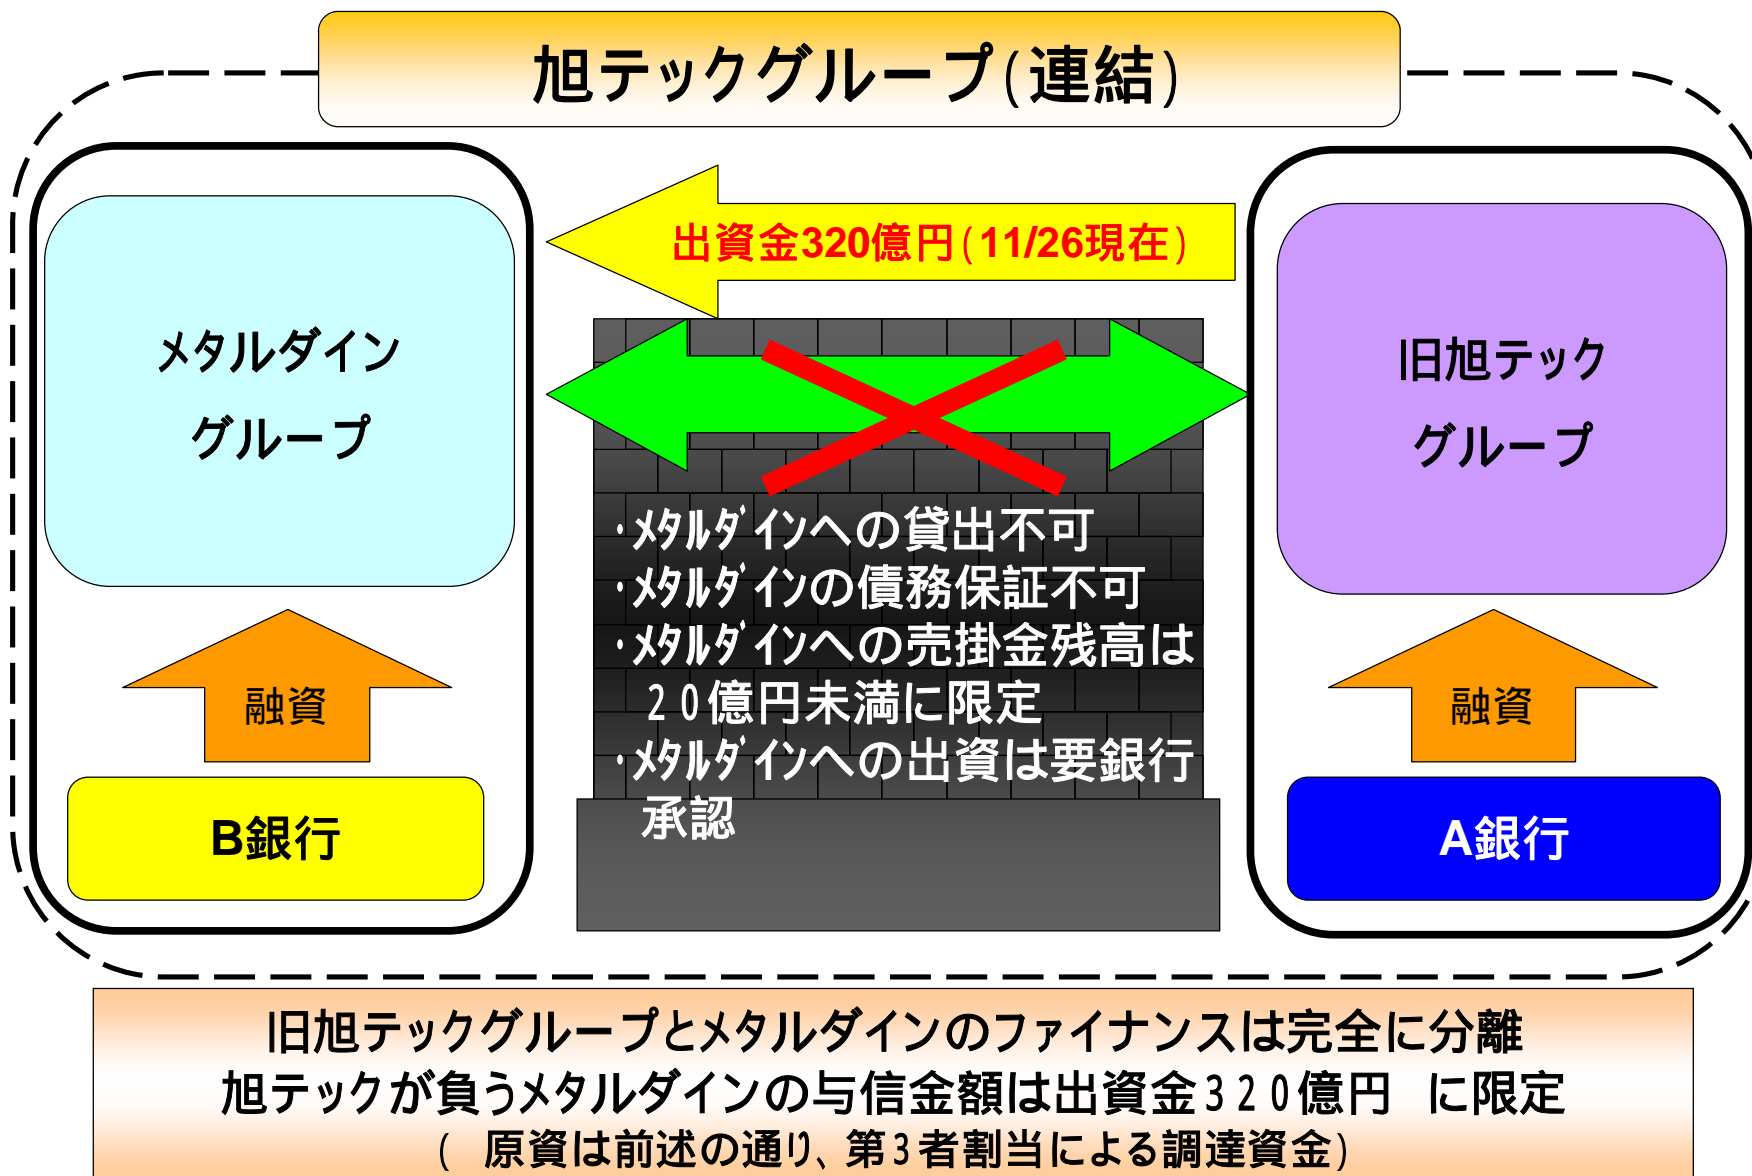 旭テックグループ(連結)
出資金320億円(11/26現在)
メタルダイン
グループ
旧旭テック
グループ
・ﾒﾀﾙﾀﾞｲﾝへの貸出不可
・ﾒﾀﾙﾀﾞｲﾝの債務保証不可
・ﾒﾀﾙﾀﾞｲﾝへの売掛金残高は
２０億円未満に限定
・ﾒﾀﾙﾀﾞｲﾝへの出資は要銀行
承認
融資
融資
B銀行
A銀行
旧旭テックグループとメタルダインのファイナンスは完全に分離
旭テックが負うメタルダインの与信金額は出資金３２０億円　に限定
(　原資は前述の通り、第3者割当による調達資金)